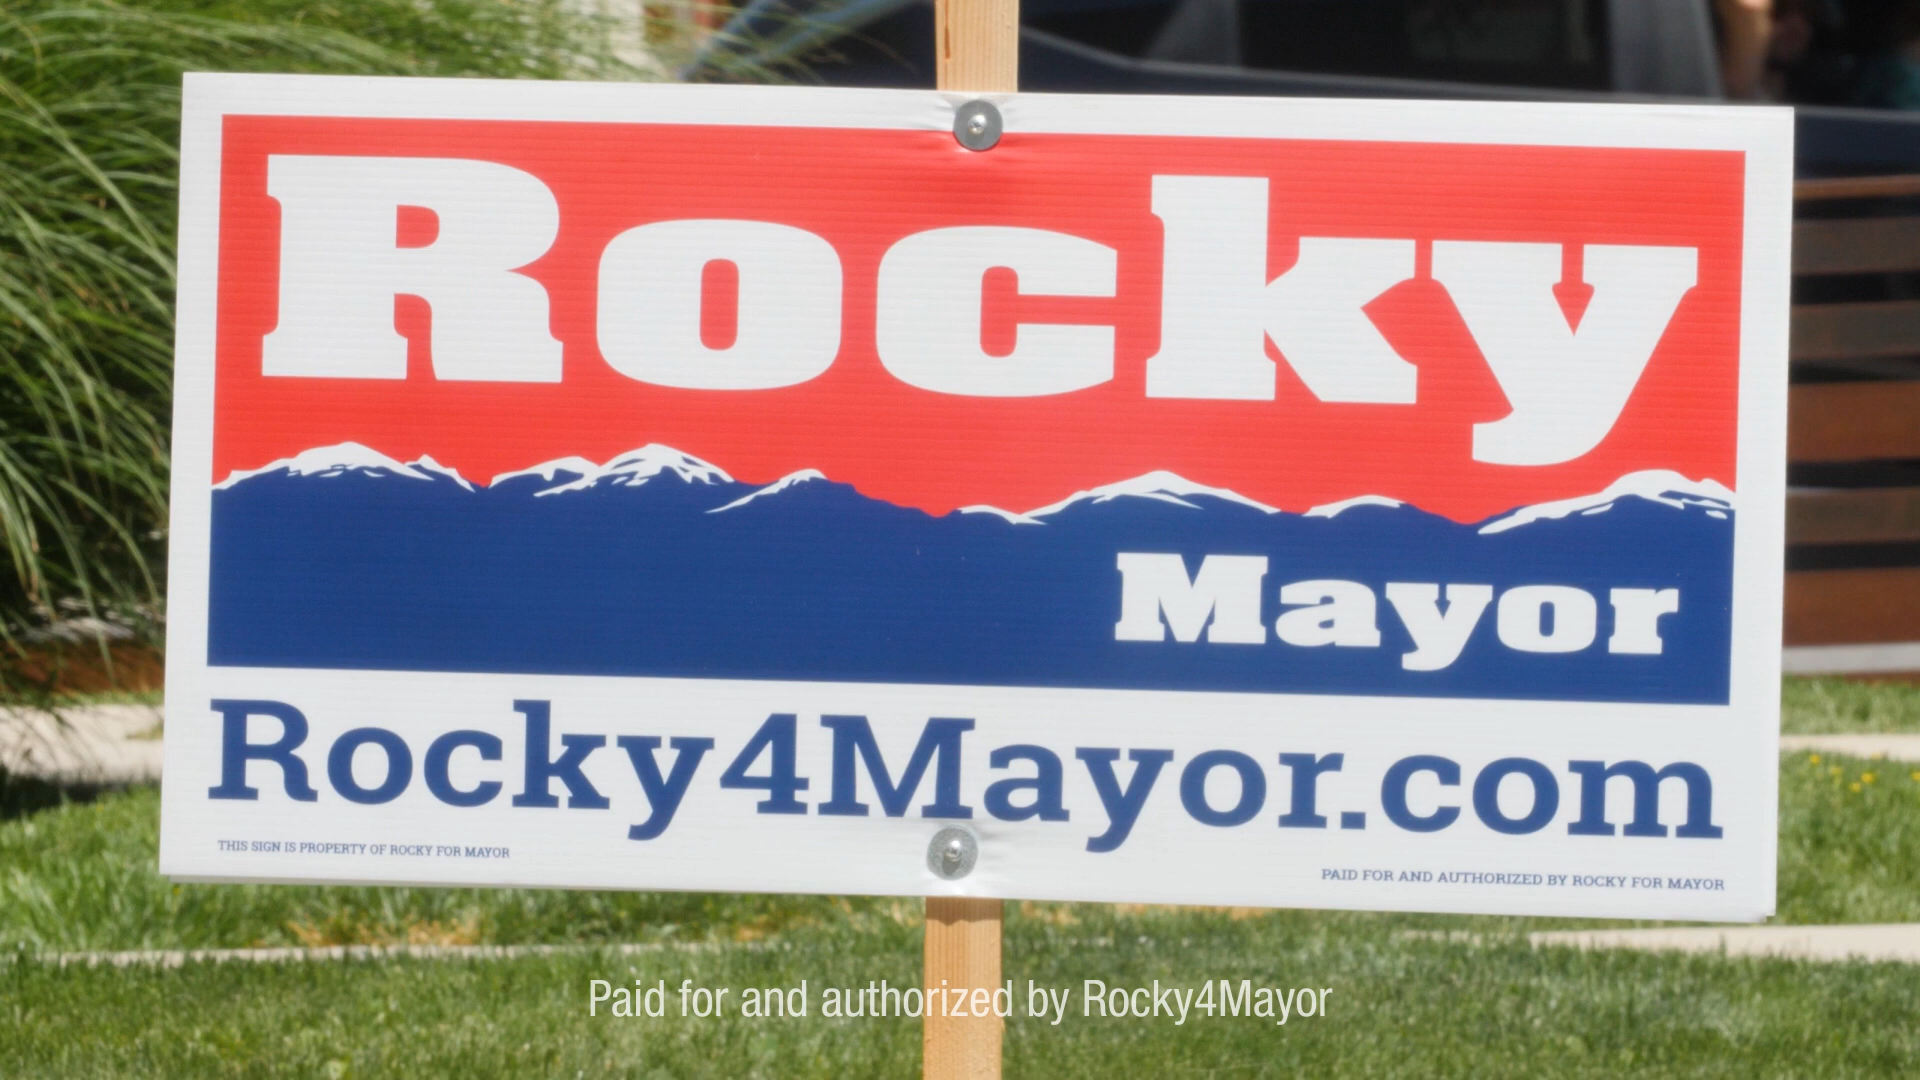 Rocky
Mayor
Rocky4Mayor.com
THIS SIGN IS PROPERTY OF ROCKY FOR MAYOR
PAID FOR AND AUTHORIZED BY ROCKY FOR MAYOR
Paid for and authorized by Rocky4Mayor